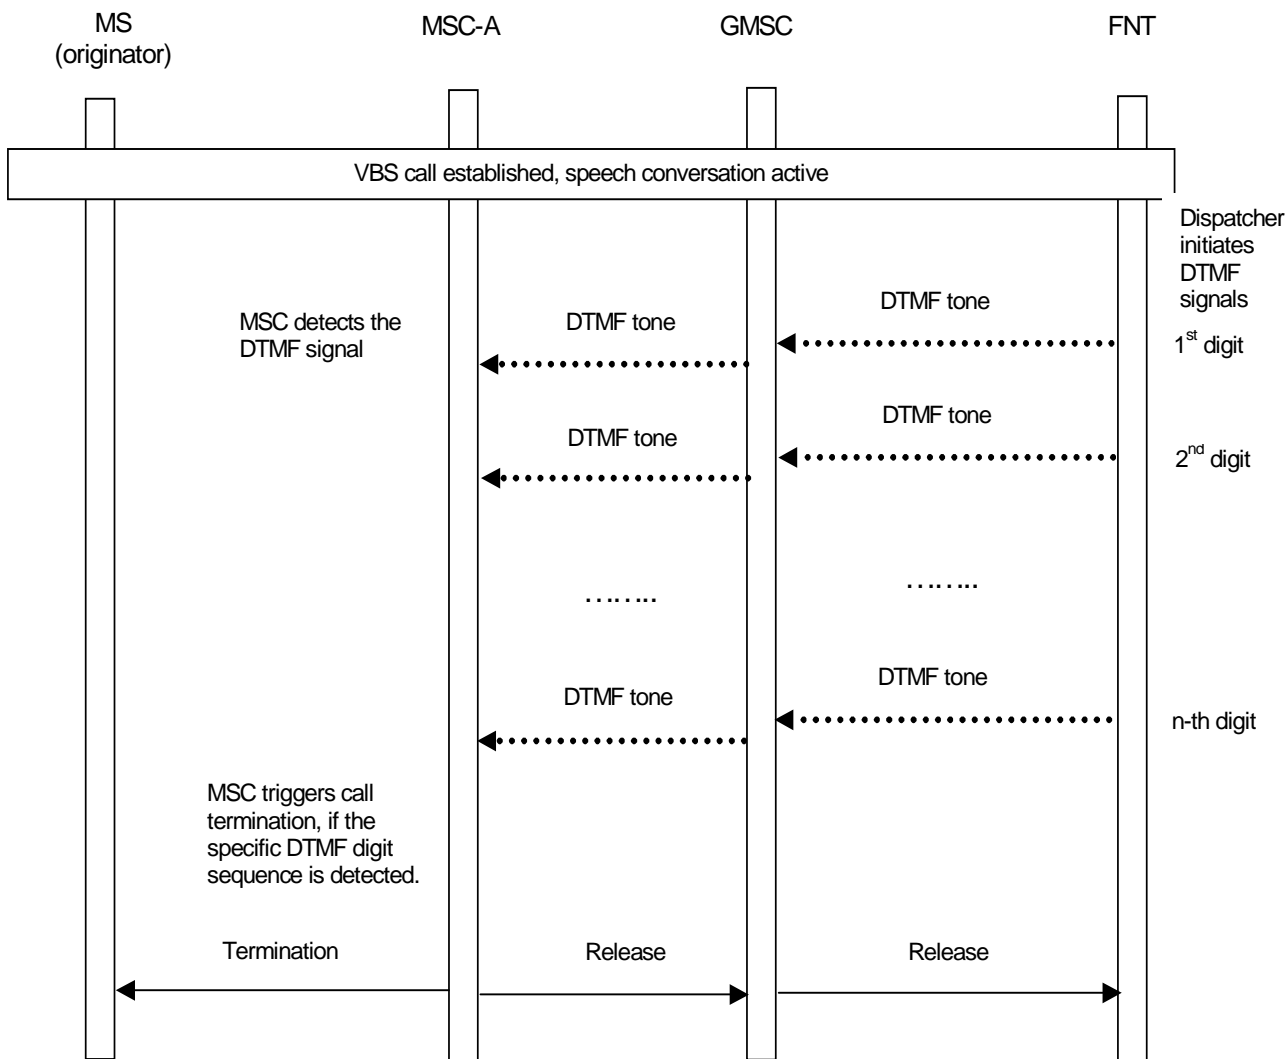 MS
(originator)
MSC-A
GMSC
FNT
VBS call established, speech conversation active
Dispatcher
initiates
DTMF
signals
DTMF tone
DTMF tone
MSC detects the
DTMF signal
1st digit
DTMF tone
DTMF tone
2nd digit
........
........
DTMF tone
DTMF tone
n-th digit
MSC triggers call
termination, if the
specific DTMF digit
sequence is detected.
Termination
Release
Release